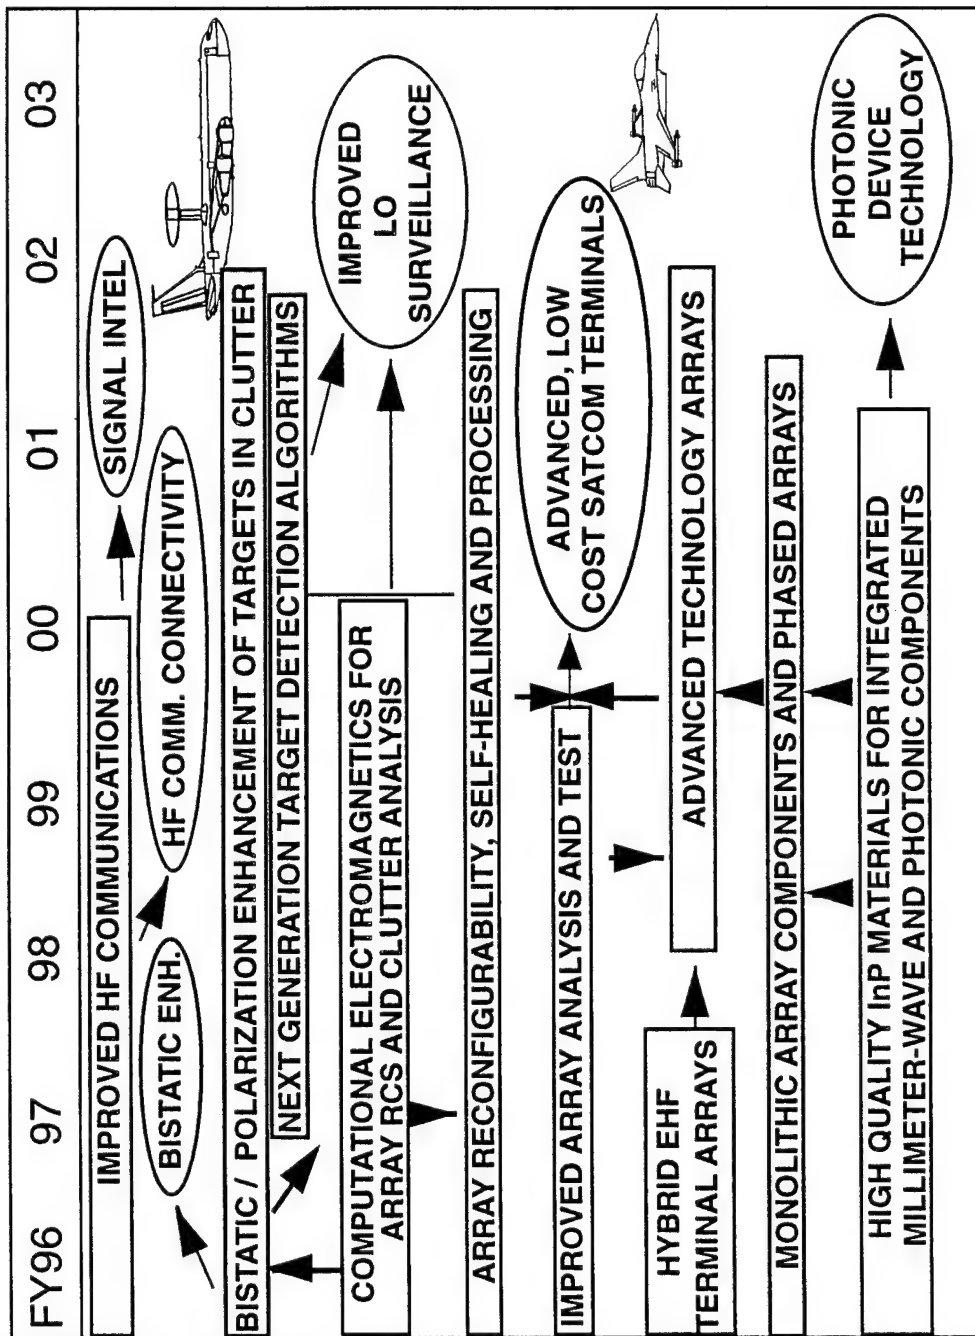 FY96 97 98 99 00 01 02 03
IMPROVED HF COMMUNICATIONS
SIGNAL INTEL
BISTATIC ENH.
HF COMM. CONNECTIVITY
BISTATIC / POLARIZATION ENHANCEMENT OF TARGETS IN CLUTTER
NEXT GENERATION TARGET DETECTION ALGORITHMS
IMPROVED
LO
SURVEILLANCE
COMPUTATIONAL ELECTROMAGNETICS FOR
ARRAY RCS AND CLUTTER ANALYSIS
ARRAY RECONFIGURABILITY, SELF-HEALING AND PROCESSING
IMPROVED ARRAY ANALYSIS AND TEST
ADVANCED, LOW
COST SATCOM TERMINALS
HYBRID EHF
TERMINAL ARRAYS
ADVANCED TECHNOLOGY ARRAYS
MONOLITHIC ARRAY COMPONENTS AND PHASED ARRAYS
HIGH QUALITY InP MATERIALS FOR INTEGRATED
MILLIMETER-WAVE AND PHOTONIC COMPONENTS
PHOTONIC
DEVICE
TECHNOLOGY